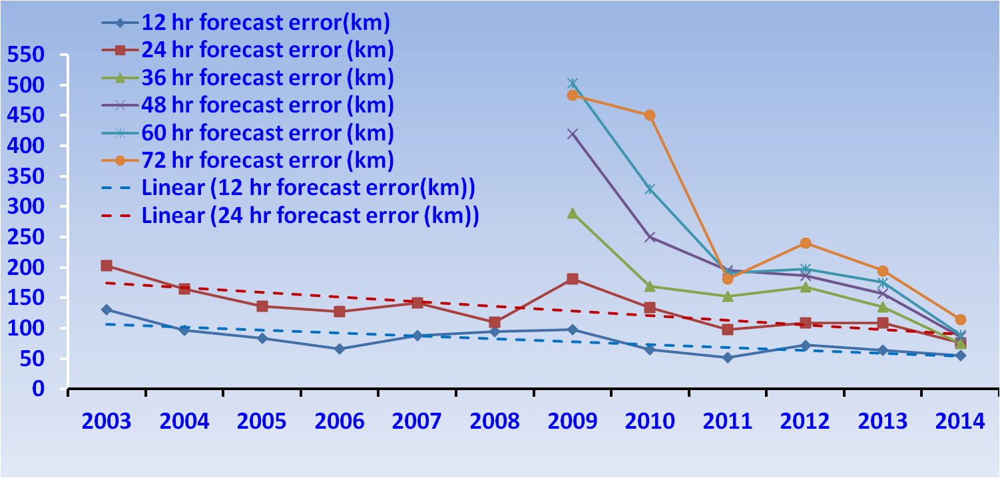 12 hr forecast error(km)
24 hr forecast error (km)
36 hr forecast error (km)
48 hr forecast error (km)
60 hr forecast error (km)
72 hr forecast error (km)
Linear (12 hr forecast error(km))
Linear (24 hr forecast error (km))
550
500
450
400
350
300
250
200
150
100
50
0
2003 2004 2005 2006 2007 2008 2009 2010 2011 2012 2013 2014